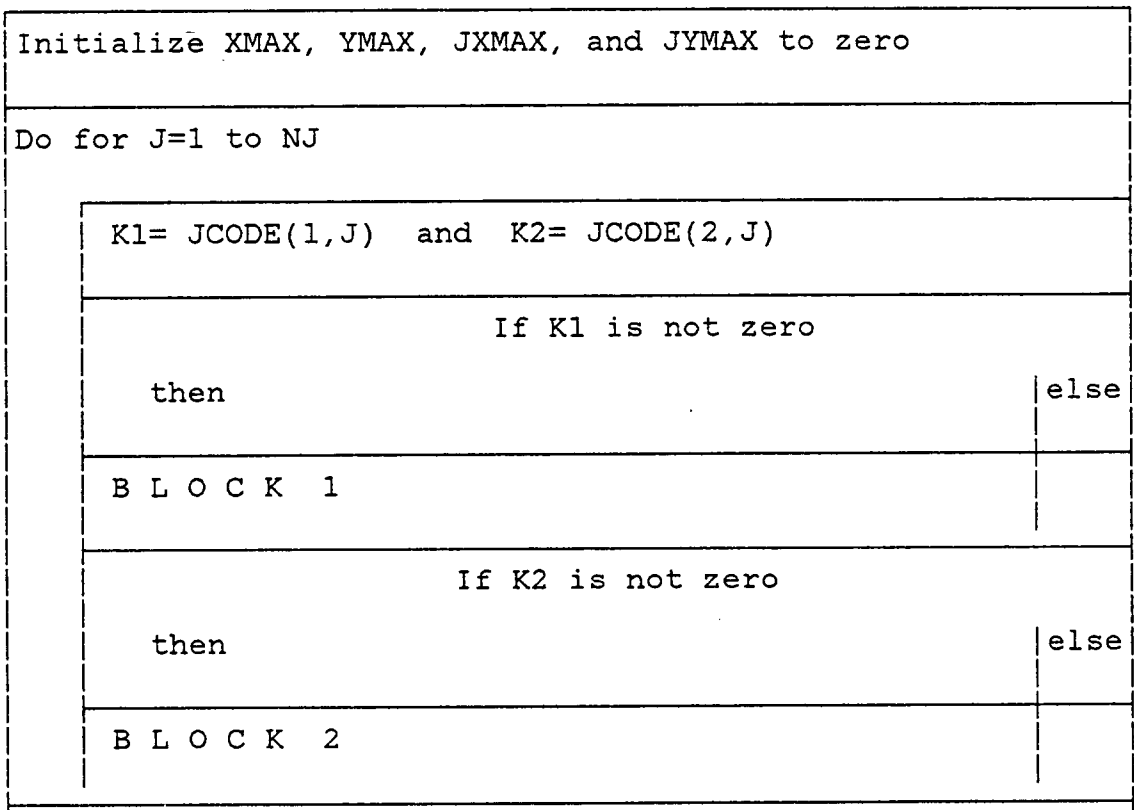 Initialize XMAX, YMAX, JXMAX, and JYMAX to zero
Do for J=1 to NJ
K1= JCODE(1,J) and K2= JCODE(2,J)
If K1 is not zero
then else
B L O C K 1
If K2 is not zero
then else
B L O C K 2